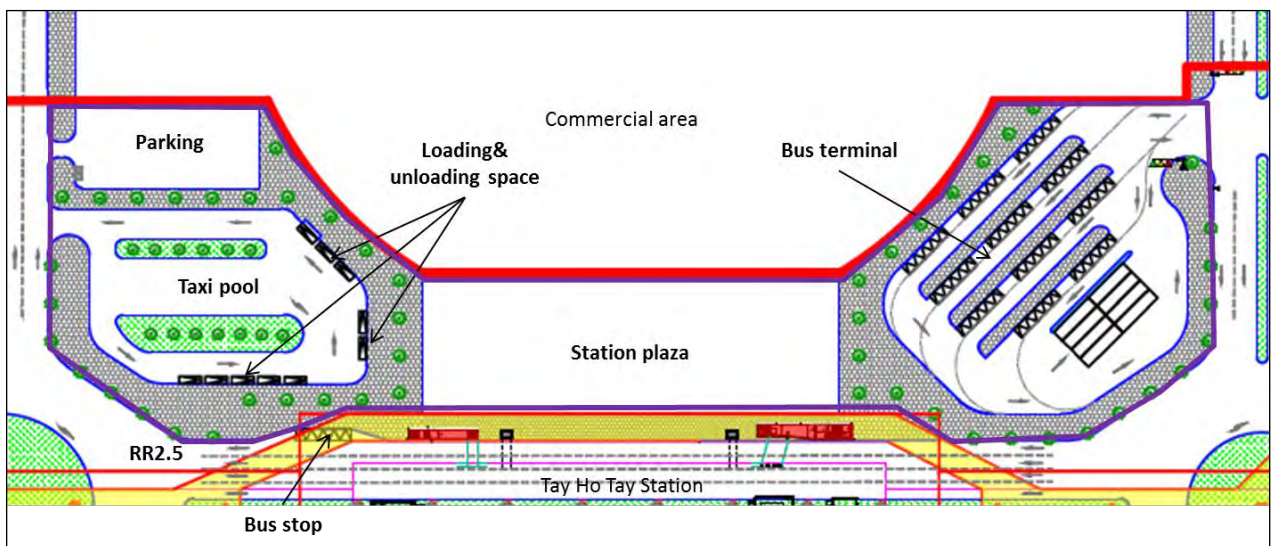 Commercial area
Parking
Loading&
unloading space
Bus terminal
Taxi pool
Station plaza
RR2.5
Tay Ho Tay Station
Bus stop